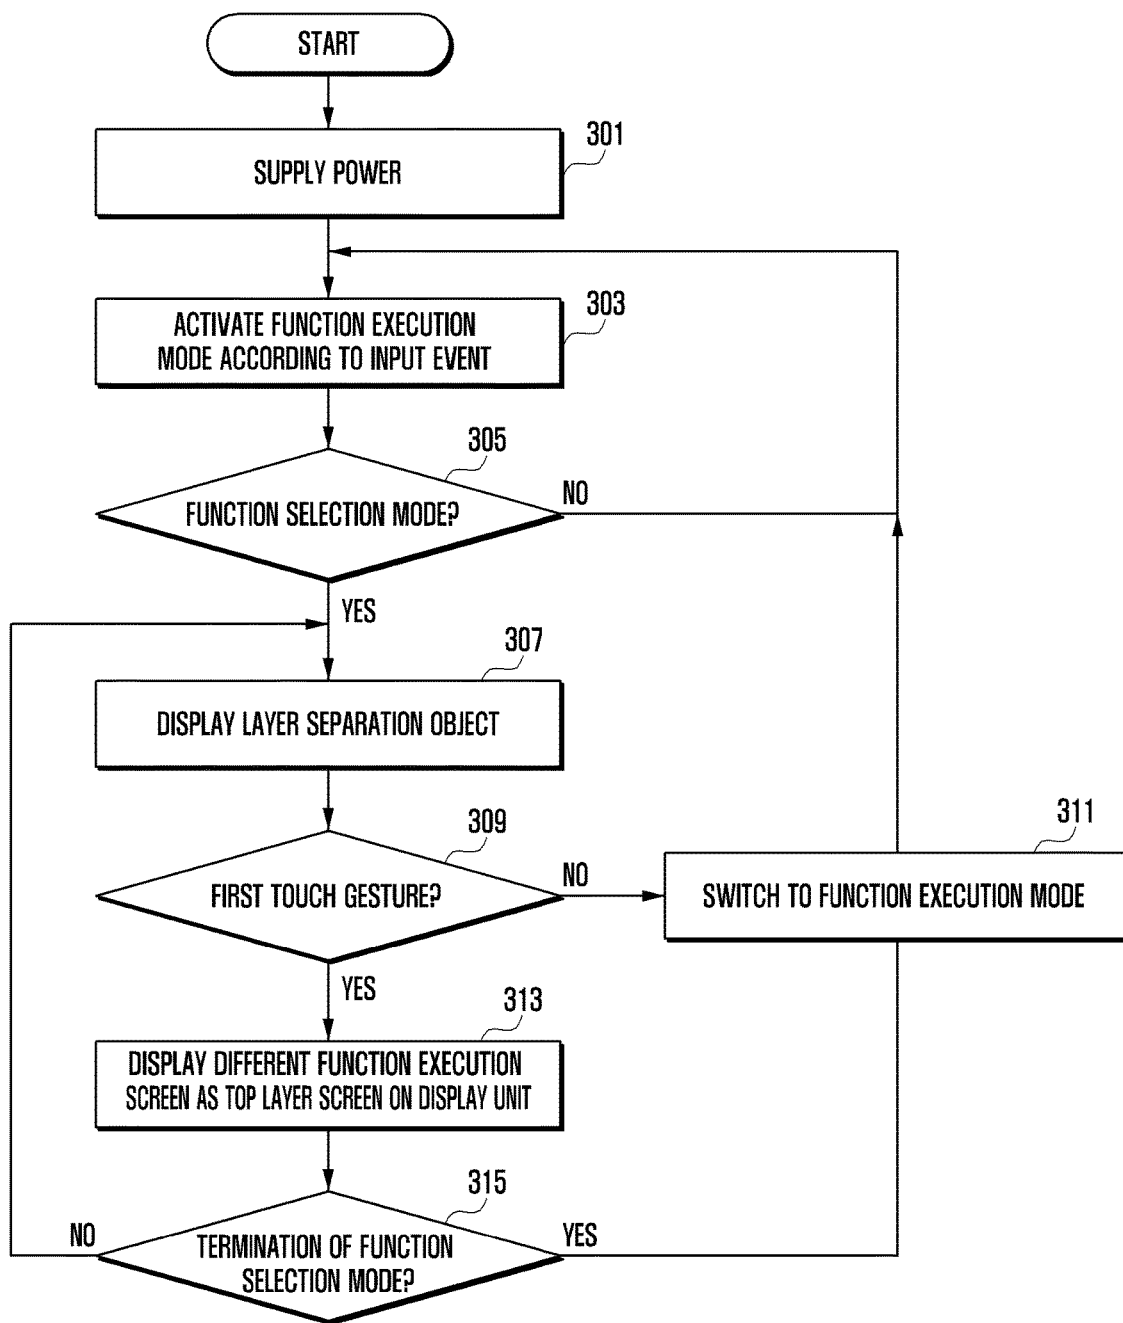 START
301
SUPPLY POWER
303
ACTIVATE FUNCTION EXECUTION
MODE ACCORDING TO INPUT EVENT
305
FUNCTION SELECTION MODE?
NO
YES
307
DISPLAY LAYER SEPARATION OBJECT
309
FIRST TOUCH GESTURE?
NO
311
SWITCH TO FUNCTION EXECUTION MODE
YES
313
DISPLAY DIFFERENT FUNCTION EXECUTION
SCREEN AS TOP LAYER SCREEN ON DISPLAY UNIT
315
NO
TERMINATION OF FUNCTION
SELECTION MODE?
YES